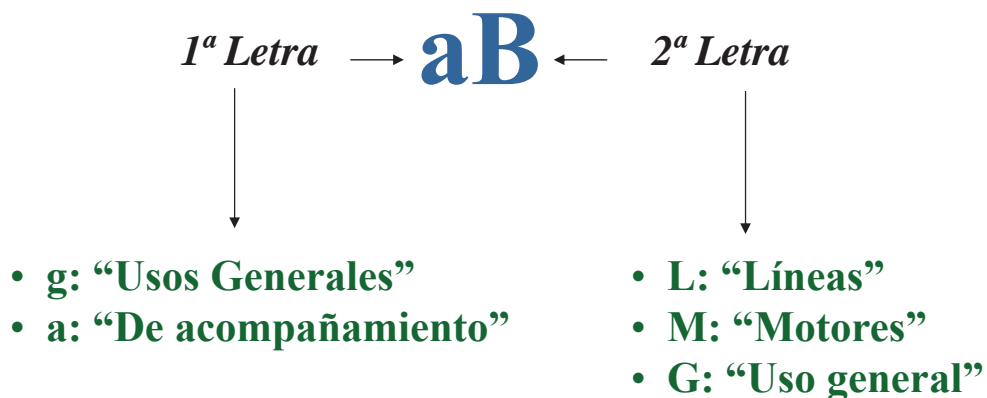 1ª Letra aB 2ª Letra
• g: “Usos Generales”
• a: “De acompañamiento”
• L: “Líneas”
• M: “Motores”
• G: “Uso general”